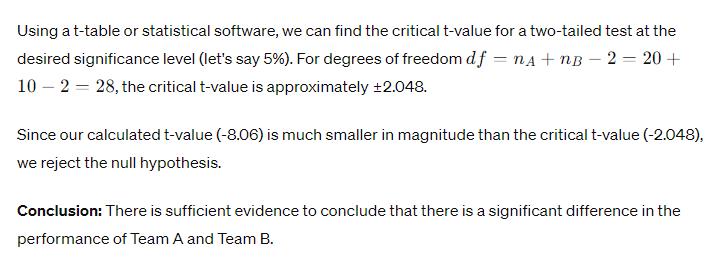 Using a t-table or statistical software, we can find the critical t-value for a two-tailed test at the
desired significance level (let's say 5%). For degrees of freedom df = nA + nB − 2 = 20 +
10 − 2 = 28, the critical t-value is approximately ±2.048.
Since our calculated t-value (-8.06) is much smaller in magnitude than the critical t-value (-2.048),
we reject the null hypothesis.
Conclusion: There is sufficient evidence to conclude that there is a significant difference in the
performance of Team A and Team B.